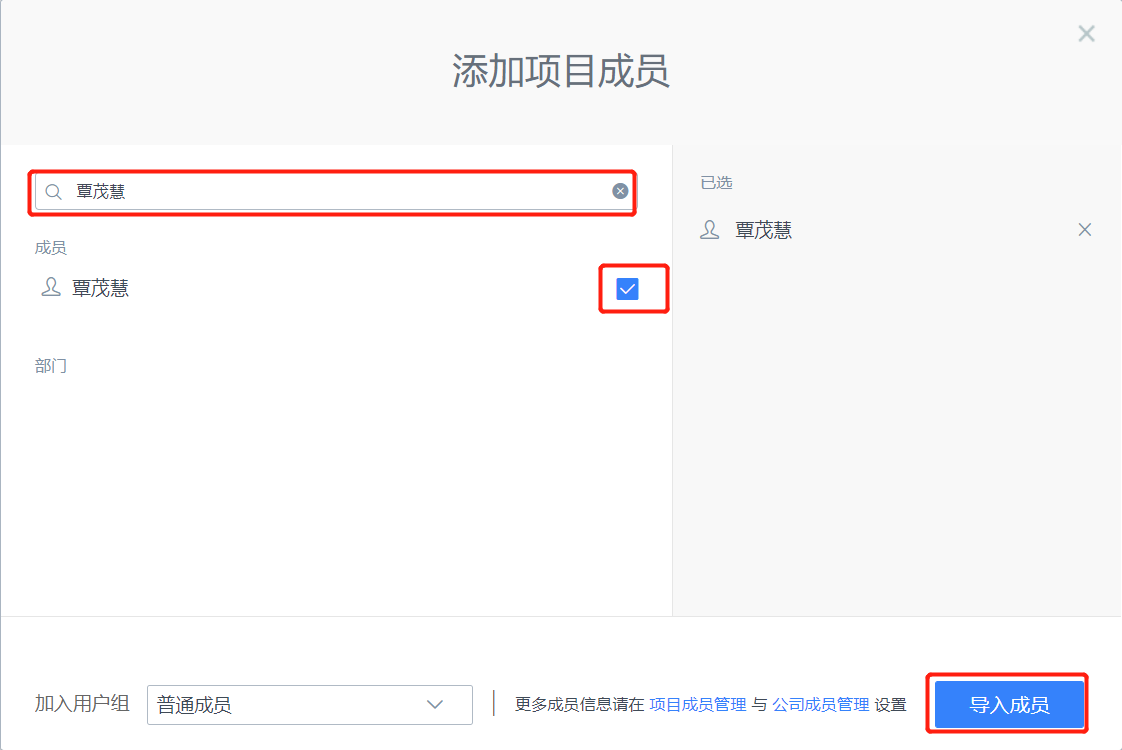 添加项目成员
覃茂慧
成员
覃茂慧
部门
已选
覃茂慧
加入用户组
普通成员
更多成员信息请在 项目成员管理 与 公司成员管理 设置
导入成员